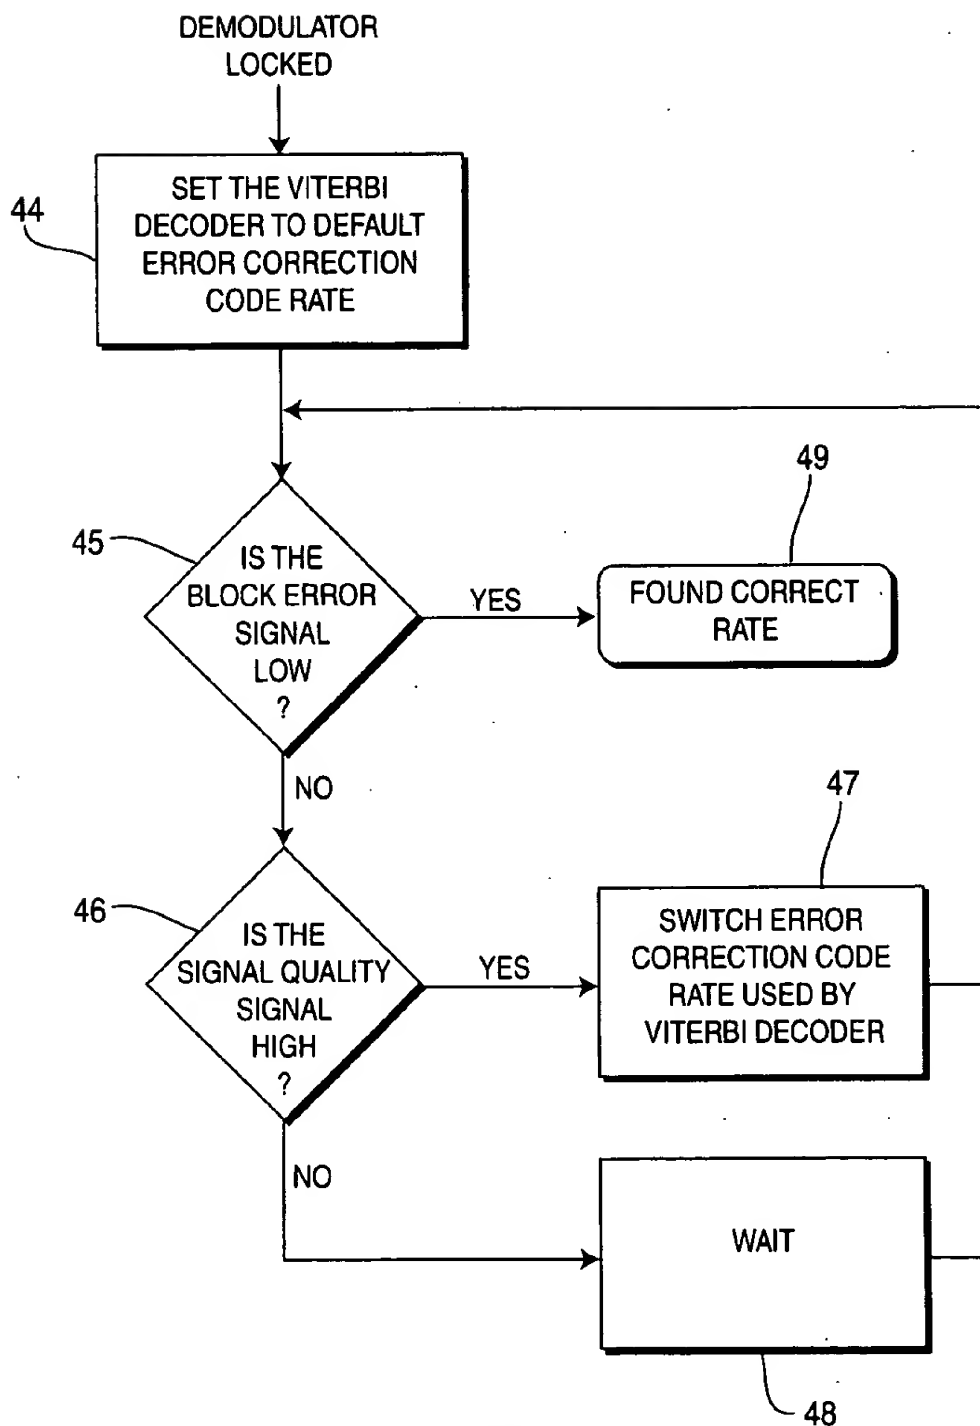 DEMODULATOR
LOCKED
44
SET THE VITERBI
DECODER TO DEFAULT
ERROR CORRECTION
CODE RATE
45
IS THE
BLOCK ERROR
SIGNAL
LOW
?
YES
49
FOUND CORRECT
RATE
NO
46
IS THE
SIGNAL QUALITY
SIGNAL
HIGH
?
YES
47
SWITCH ERROR
CORRECTION CODE
RATE USED BY
VITERBI DECODER
NO
WAIT
48